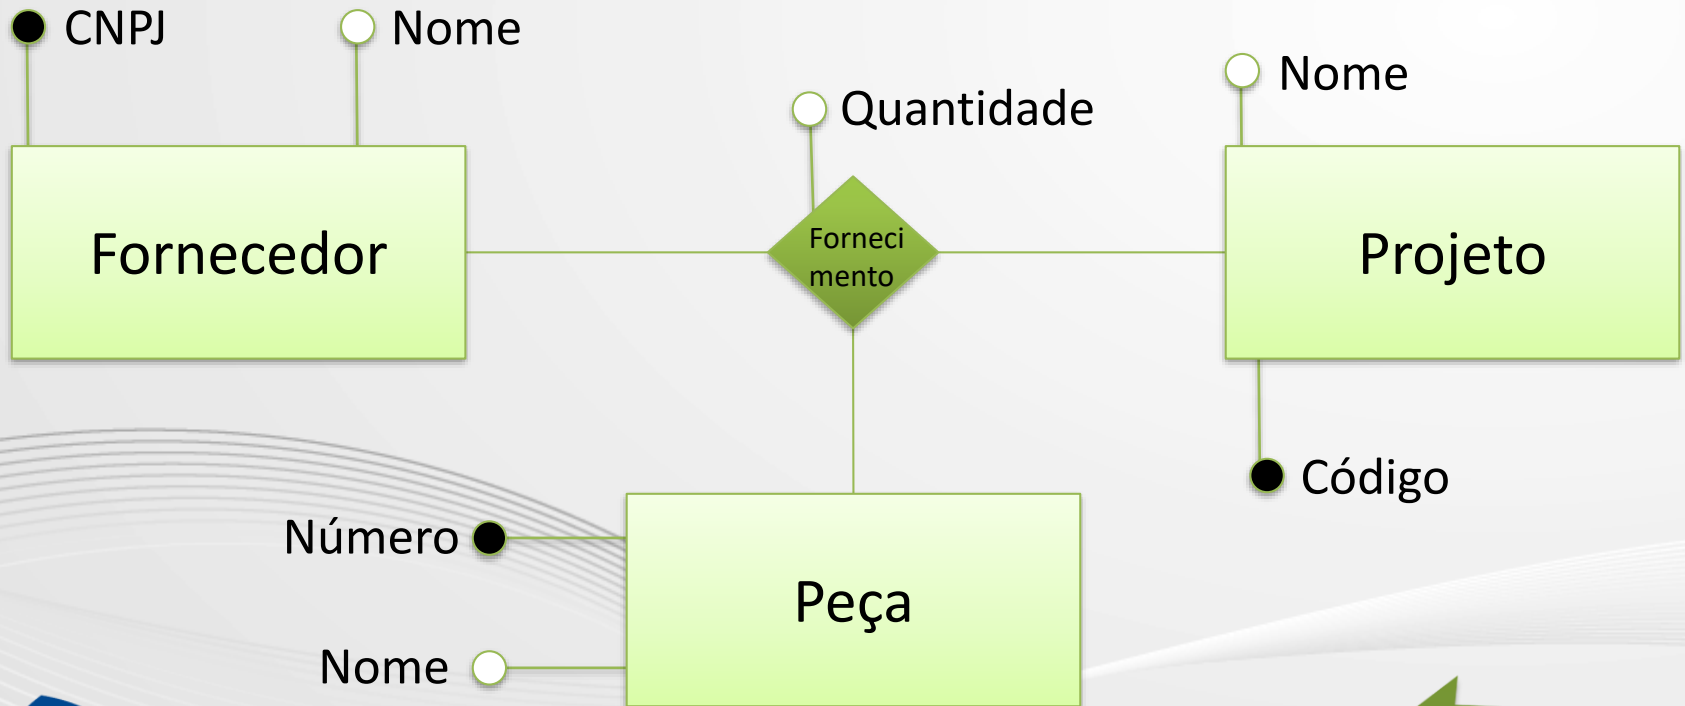 CNPJ
Nome
Quantidade
Nome
Fornecedor
Forneci
mento
Projeto
Código
Número
Peça
Nome